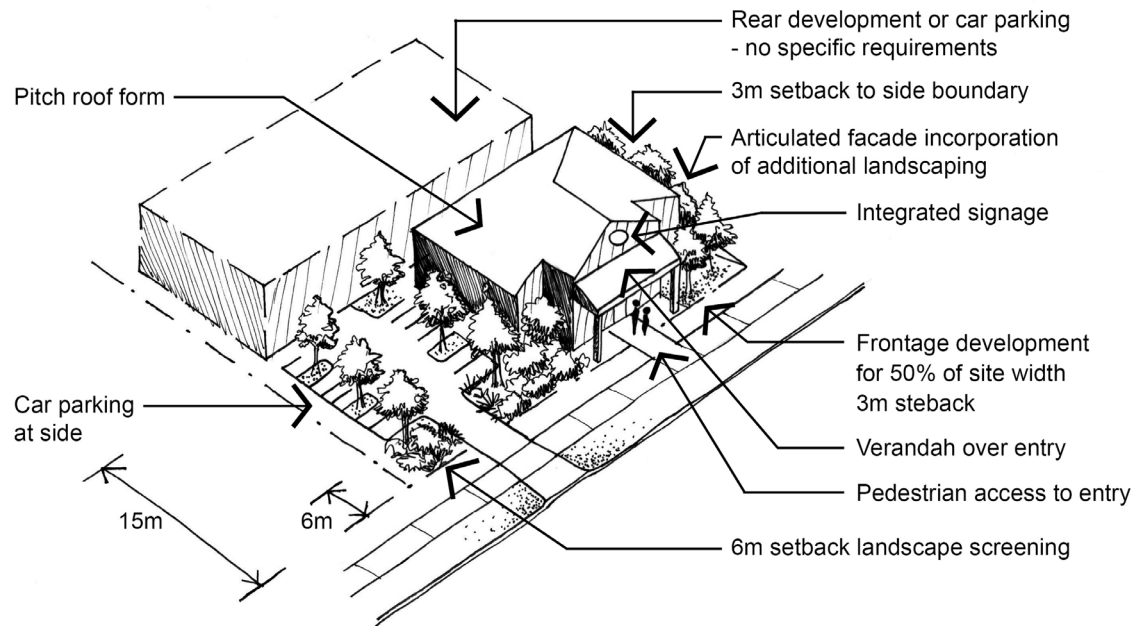 Rear development or car parking
- no specific requirements
Pitch roof form
3m setback to side boundary
Articulated facade incorporation
of additional landscaping
Integrated signage
Frontage development
for 50% of site width
3m steback
Car parking
at side
Verandah over entry
Pedestrian access to entry
15m
6m
6m setback landscape screening